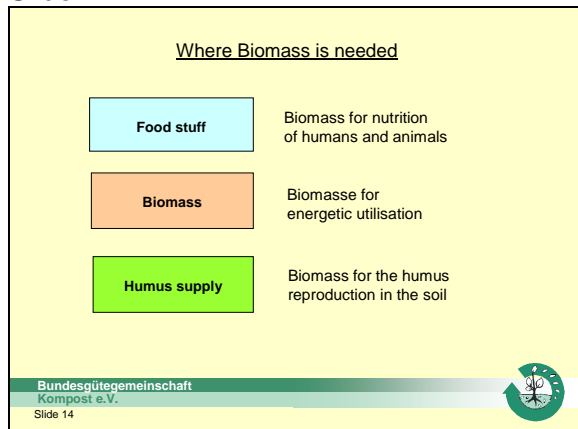 Where Biomass is needed
Food stuff
Biomass for nutrition
of humans and animals
Biomass
Biomasse for
energetic utilisation
Humus supply
Biomass for the humus
reproduction in the soil
Bundesgütegemeinschaft
Kompost e.V.
Slide 14